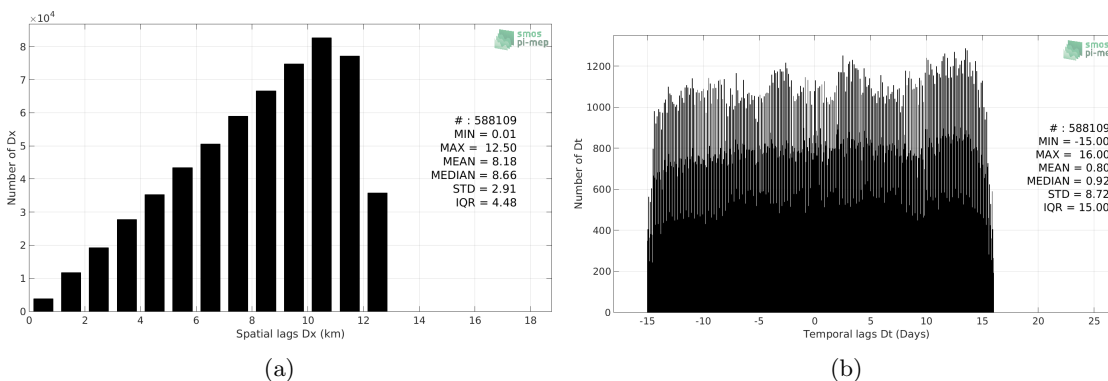 ×10⁴
smos
pi-mep
# : 588109
MIN = 0.01
MAX = 12.50
MEAN = 8.18
MEDIAN = 8.66
STD = 2.91
IQR = 4.48
Number of Dx
8
7
6
5
4
3
2
1
0
0 2 4 6 8 10 12 14 16 18
Spatial lags Dx (km)
(a)
smos
pi-mep
# : 588109
MIN = -15.00
MAX = 16.00
MEAN = 0.80
MEDIAN = 0.92
STD = 8.72
IQR = 15.00
Number of Dt
1200
1000
800
600
400
200
0
-15 -10 -5 0 5 10 15 20 25
Temporal lags Dt (Days)
(b)